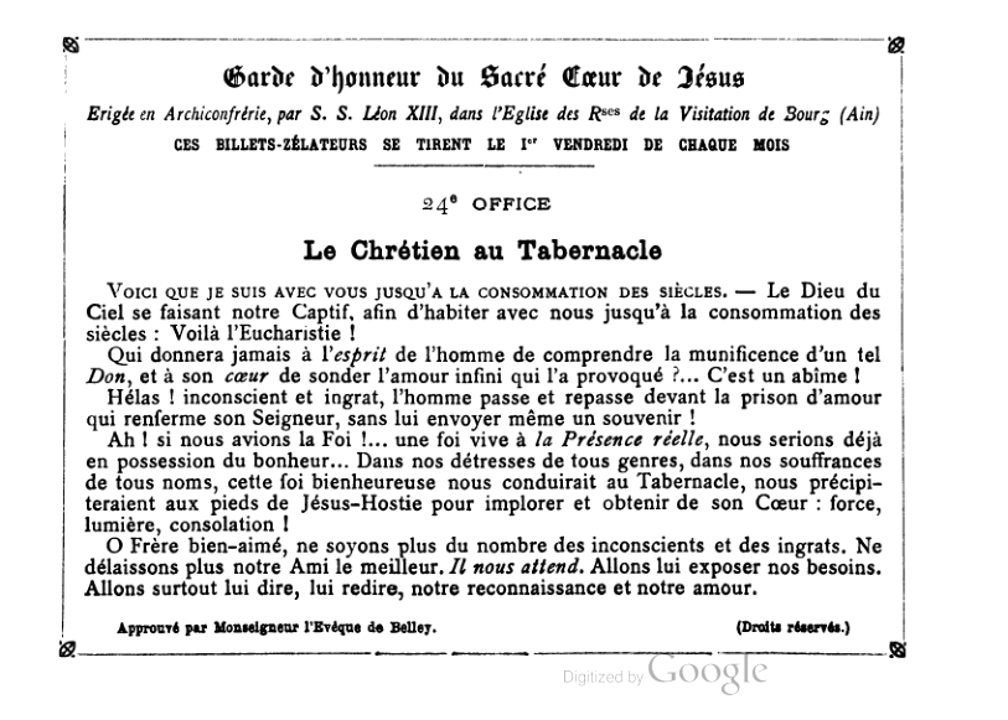 Garde d'honneur du Sacré Cœur de Jésus
Erigée en Archiconfrérie, par S. S. Léon XIII, dans l'Eglise des Rses de la Visitation de Bourg (Ain)
CES BILLETS-ZÉLATEURS SE TIRENT LE Ier VENDREDI DE CHAQUE MOIS
24e OFFICE
Le Chrétien au Tabernacle
VOICI QUE JE SUIS AVEC VOUS JUSQU'A LA CONSOMMATION DES SIÈCLES. — Le Dieu du
Ciel se faisant notre Captif, afin d'habiter avec nous jusqu'à la consommation des
siècles : Voilà l'Eucharistie !
Qui donnera jamais à l'esprit de l'homme de comprendre la munificence d'un tel
Don, et à son cœur de sonder l'amour infini qui l'a provoqué ?... C'est un abîme !
Hélas ! inconscient et ingrat, l'homme passe et repasse devant la prison d'amour
qui renferme son Seigneur, sans lui envoyer même un souvenir !
Ah ! si nous avions la Foi !... une foi vive à la Présence réelle, nous serions déjà
en possession du bonheur... Dans nos détresses de tous genres, dans nos souffrances
de tous noms, cette foi bienheureuse nous conduirait au Tabernacle, nous précipi-
teraient aux pieds de Jésus-Hostie pour implorer et obtenir de son Cœur : force,
lumière, consolation !
O Frère bien-aimé, ne soyons plus du nombre des inconscients et des ingrats. Ne
délaissons plus notre Ami le meilleur. Il nous attend. Allons lui exposer nos besoins.
Allons surtout lui dire, lui redire, notre reconnaissance et notre amour.
Approuvé par Monseigneur l'Evêque de Belley.
(Droits réservés.)
Digitized by Google